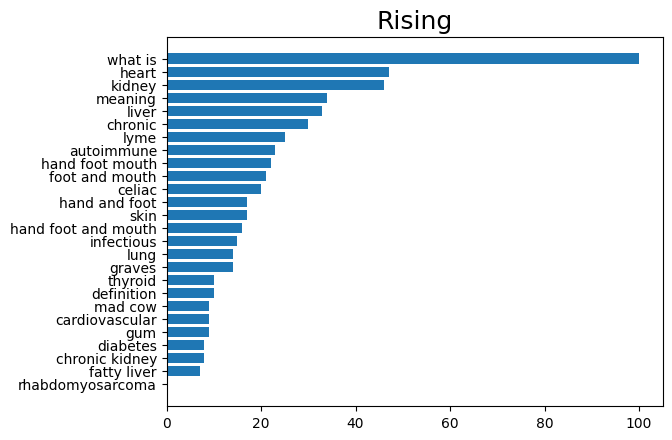 Rising
what is
heart
kidney
meaning
liver
chronic
lyme
autoimmune
hand foot mouth
foot and mouth
celiac
hand and foot
skin
hand foot and mouth
infectious
lung
graves
thyroid
definition
mad cow
cardiovascular
gum
diabetes
chronic kidney
fatty liver
rhabdomyosarcoma
0 20 40 60 80 100